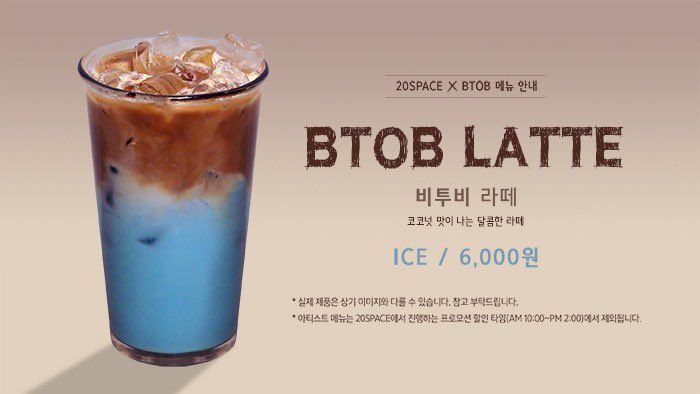 20SPACE X BTOB 메뉴 안내
BTOB LATTE
비투비 라떼
코코넛 맛이 나는 달콤한 라떼
ICE / 6,000원
* 실제 제품은 상기 이미지와 다를 수 있습니다. 참고 부탁드립니다.
* 아티스트 메뉴는 20SPACE에서 진행하는 프로모션 할인 타임(AM 10:00~PM 2:00)에서 제외됩니다.